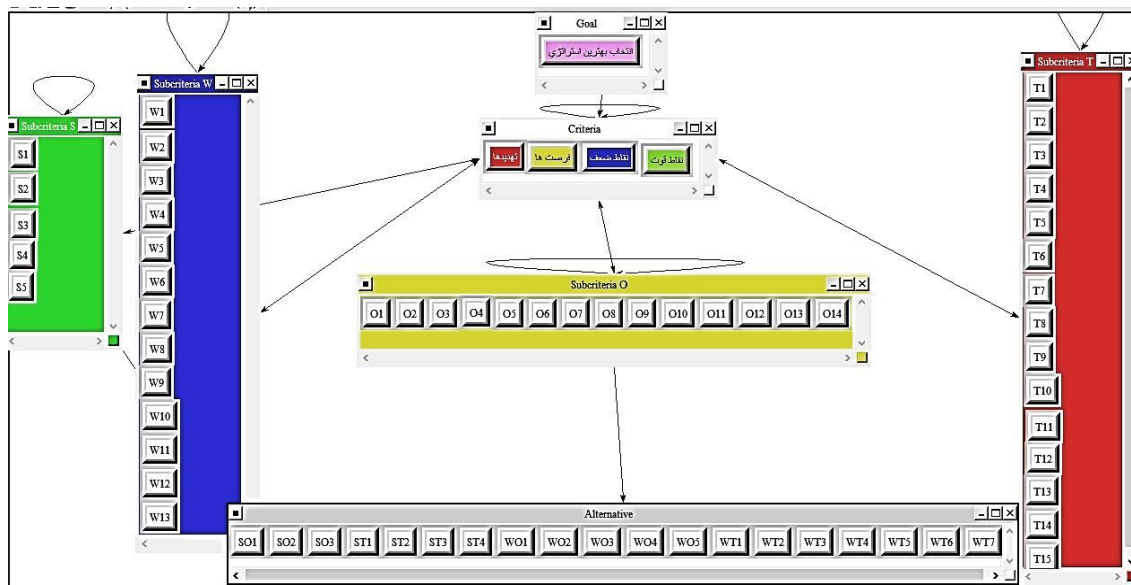 Goal
انتخاب بهترین استراتژی
Criteria
تهدیدها فرصت ها نقاط ضعف نقاط قوت
Subcriteria S
S1
S2
S3
S4
S5
Subcriteria W
W1
W2
W3
W4
W5
W6
W7
W8
W9
W10
W11
W12
W13
Subcriteria O
O1 O2 O3 O4 O5 O6 O7 O8 O9 O10 O11 O12 O13 O14
Subcriteria T
T1
T2
T3
T4
T5
T6
T7
T8
T9
T10
T11
T12
T13
T14
T15
Alternative
SO1 SO2 SO3 ST1 ST2 ST3 ST4 WO1 WO2 WO3 WO4 WO5 WT1 WT2 WT3 WT4 WT5 WT6 WT7